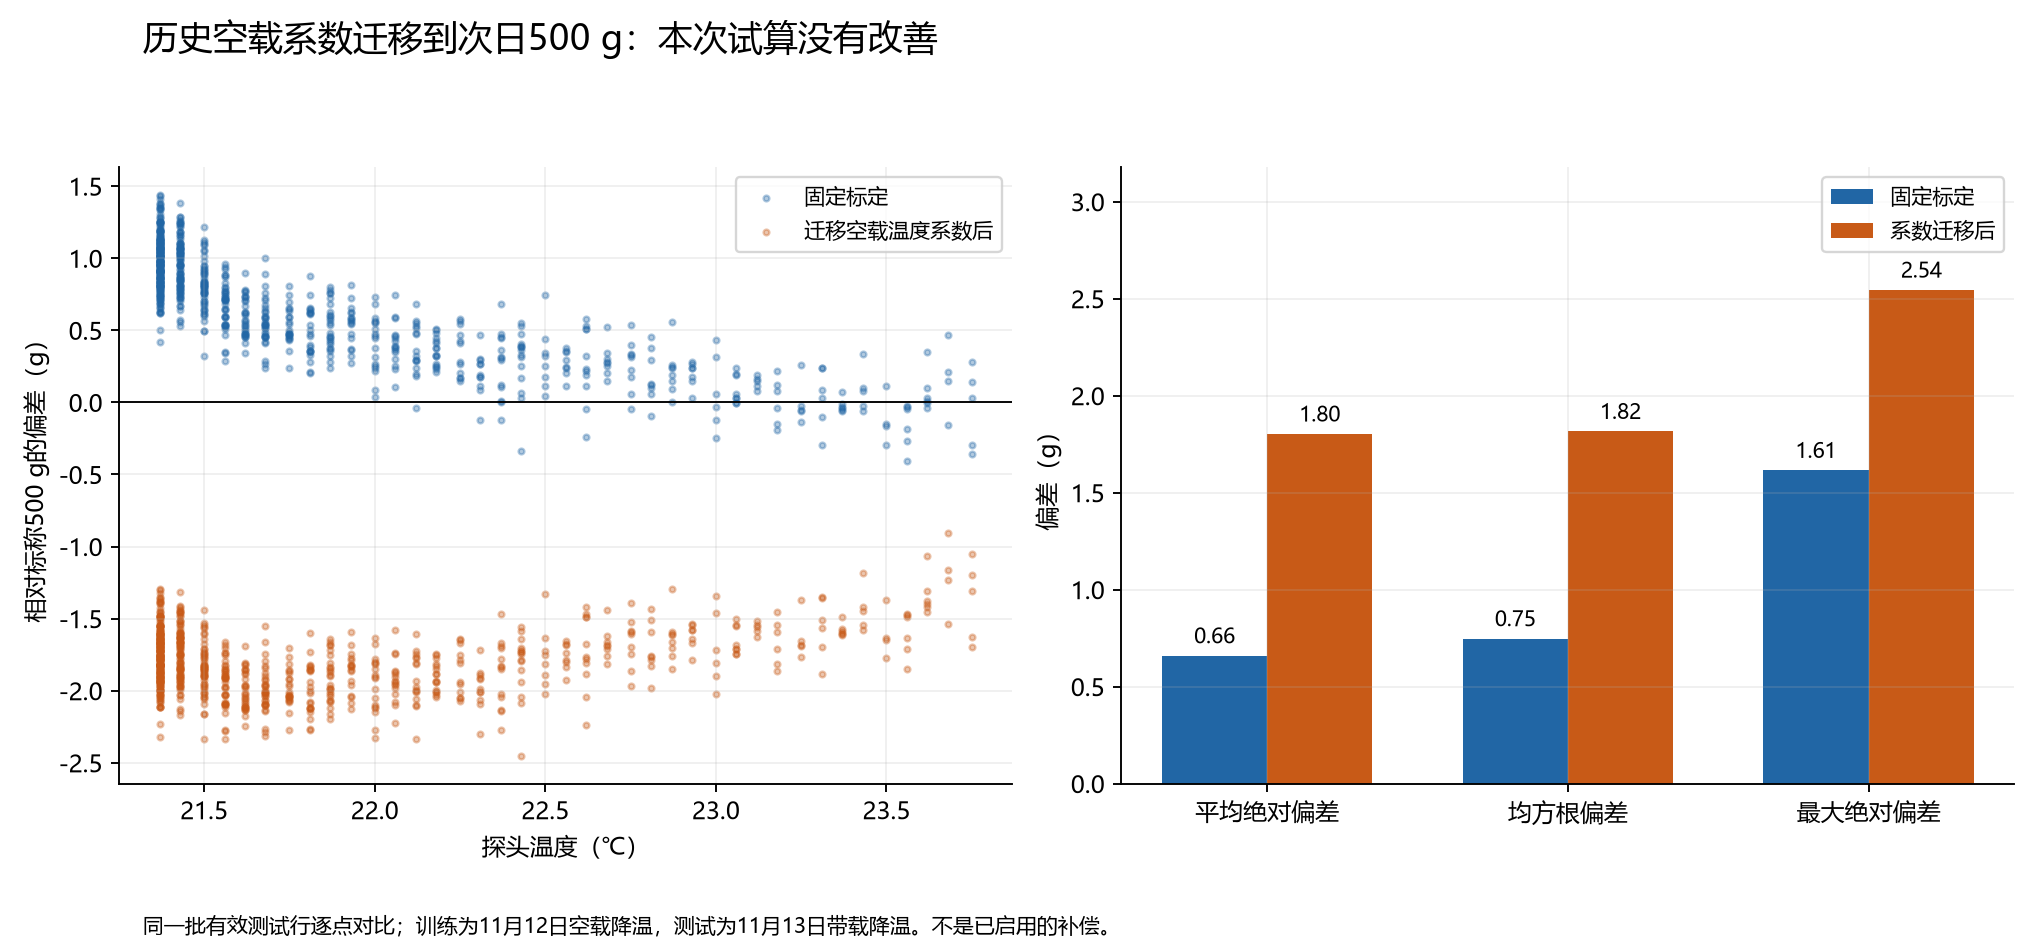 历史空载系数迁移到次日500 g：本次试算没有改善
相对标称500 g的偏差（g）
1.5
1.0
0.5
0.0
-0.5
-1.0
-1.5
-2.0
-2.5
固定标定
迁移空载温度系数后
21.5
22.0
22.5
23.0
23.5
探头温度（℃）
偏差（g）
3.0
2.5
2.0
1.5
1.0
0.5
0.0
固定标定
系数迁移后
0.66
1.80
0.75
1.82
1.61
2.54
平均绝对偏差
均方根偏差
最大绝对偏差
同一批有效测试行逐点对比；训练为11月12日空载降温，测试为11月13日带载降温。不是已启用的补偿。